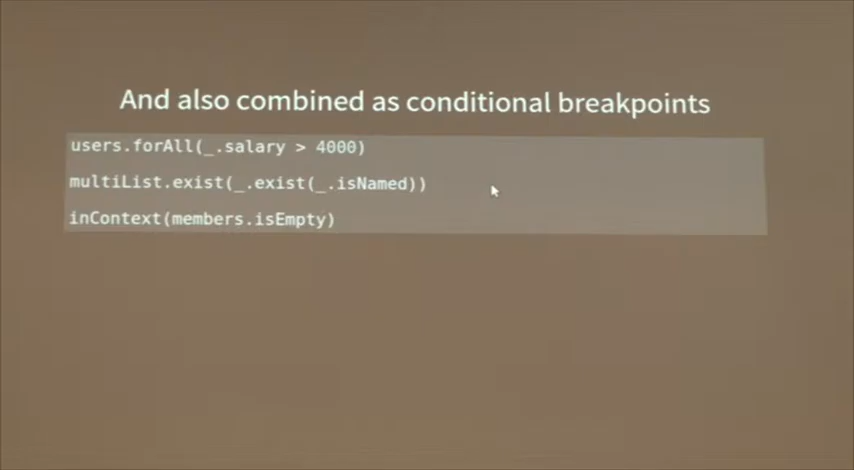 And also combined as conditional breakpoints
users.forAll(_.salary > 4000)
multiList.exist(_.exist(_.isNamed))
inContext(members.isEmpty)